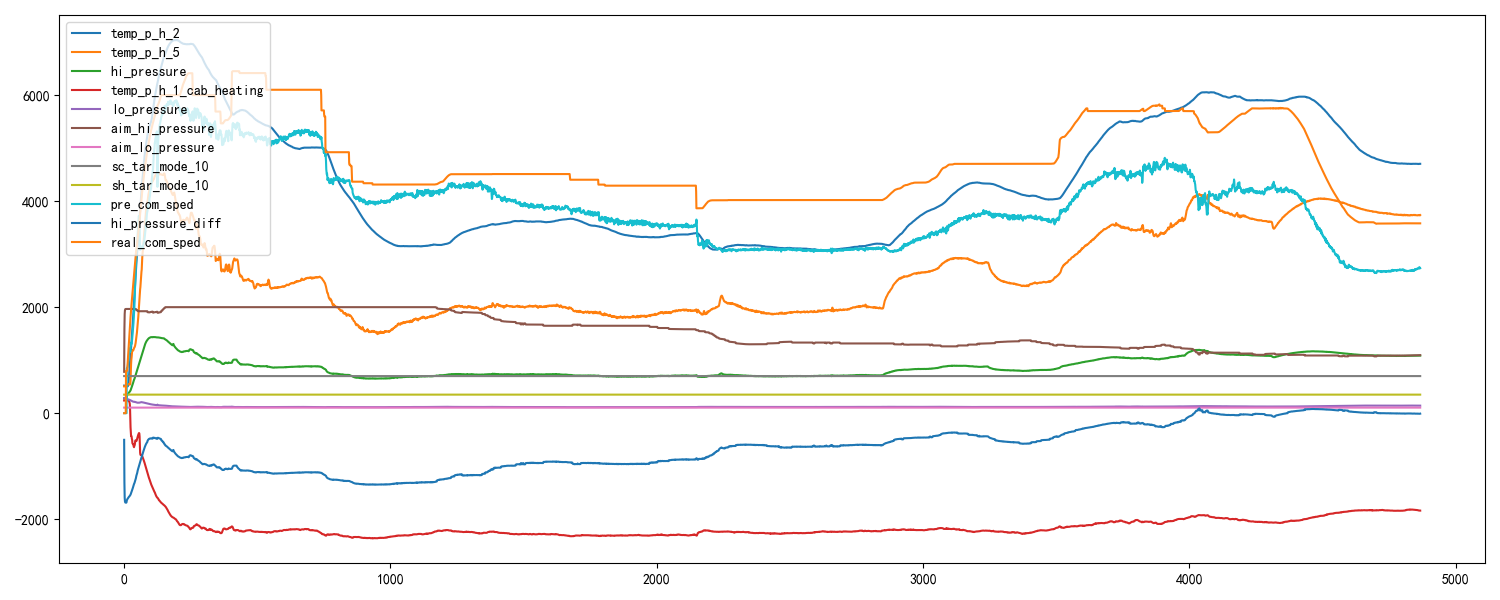 temp_p_h_2
temp_p_h_5
hi_pressure
temp_p_h_1_cab_heating
lo_pressure
aim_hi_pressure
aim_lo_pressure
sc_tar_mode_10
sh_tar_mode_10
pre_com_sped
hi_pressure_diff
real_com_sped
6000
4000
2000
0
−2000
0 1000 2000 3000 4000 5000